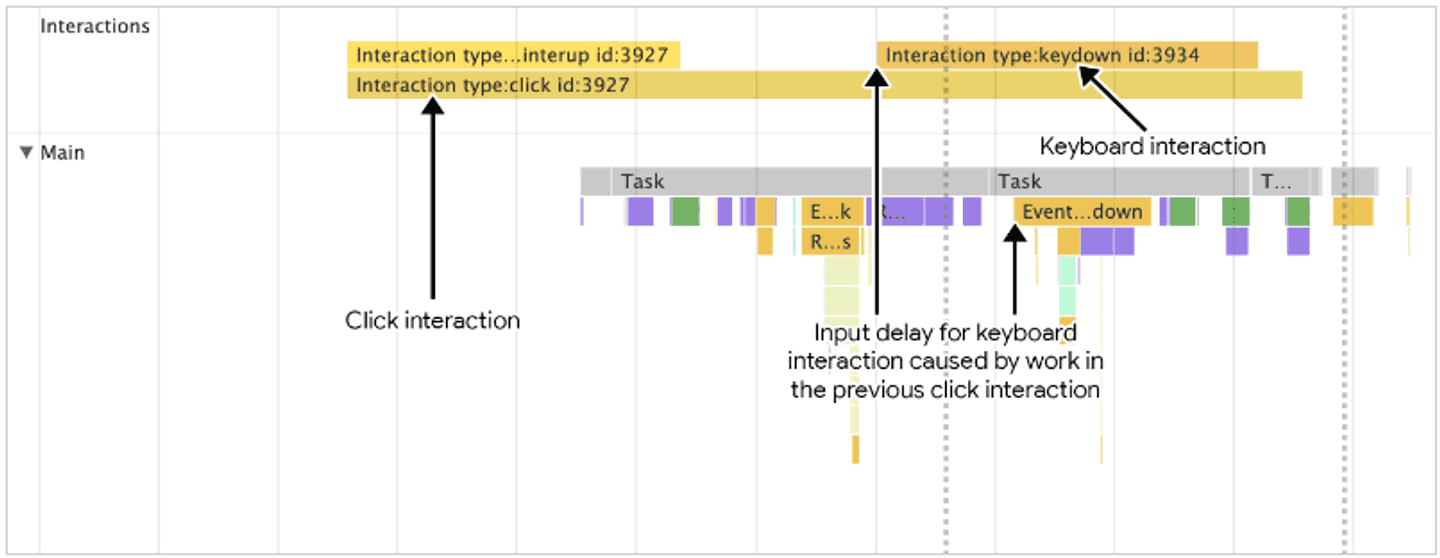 Interactions
Interaction type...interup id:3927
Interaction type:keydown id:3934
Interaction type:click id:3927
Keyboard interaction
▼ Main
Task
Task
T...
E...k
R...
Event...down
R...s
Click interaction
Input delay for keyboard
interaction caused by work in
the previous click interaction